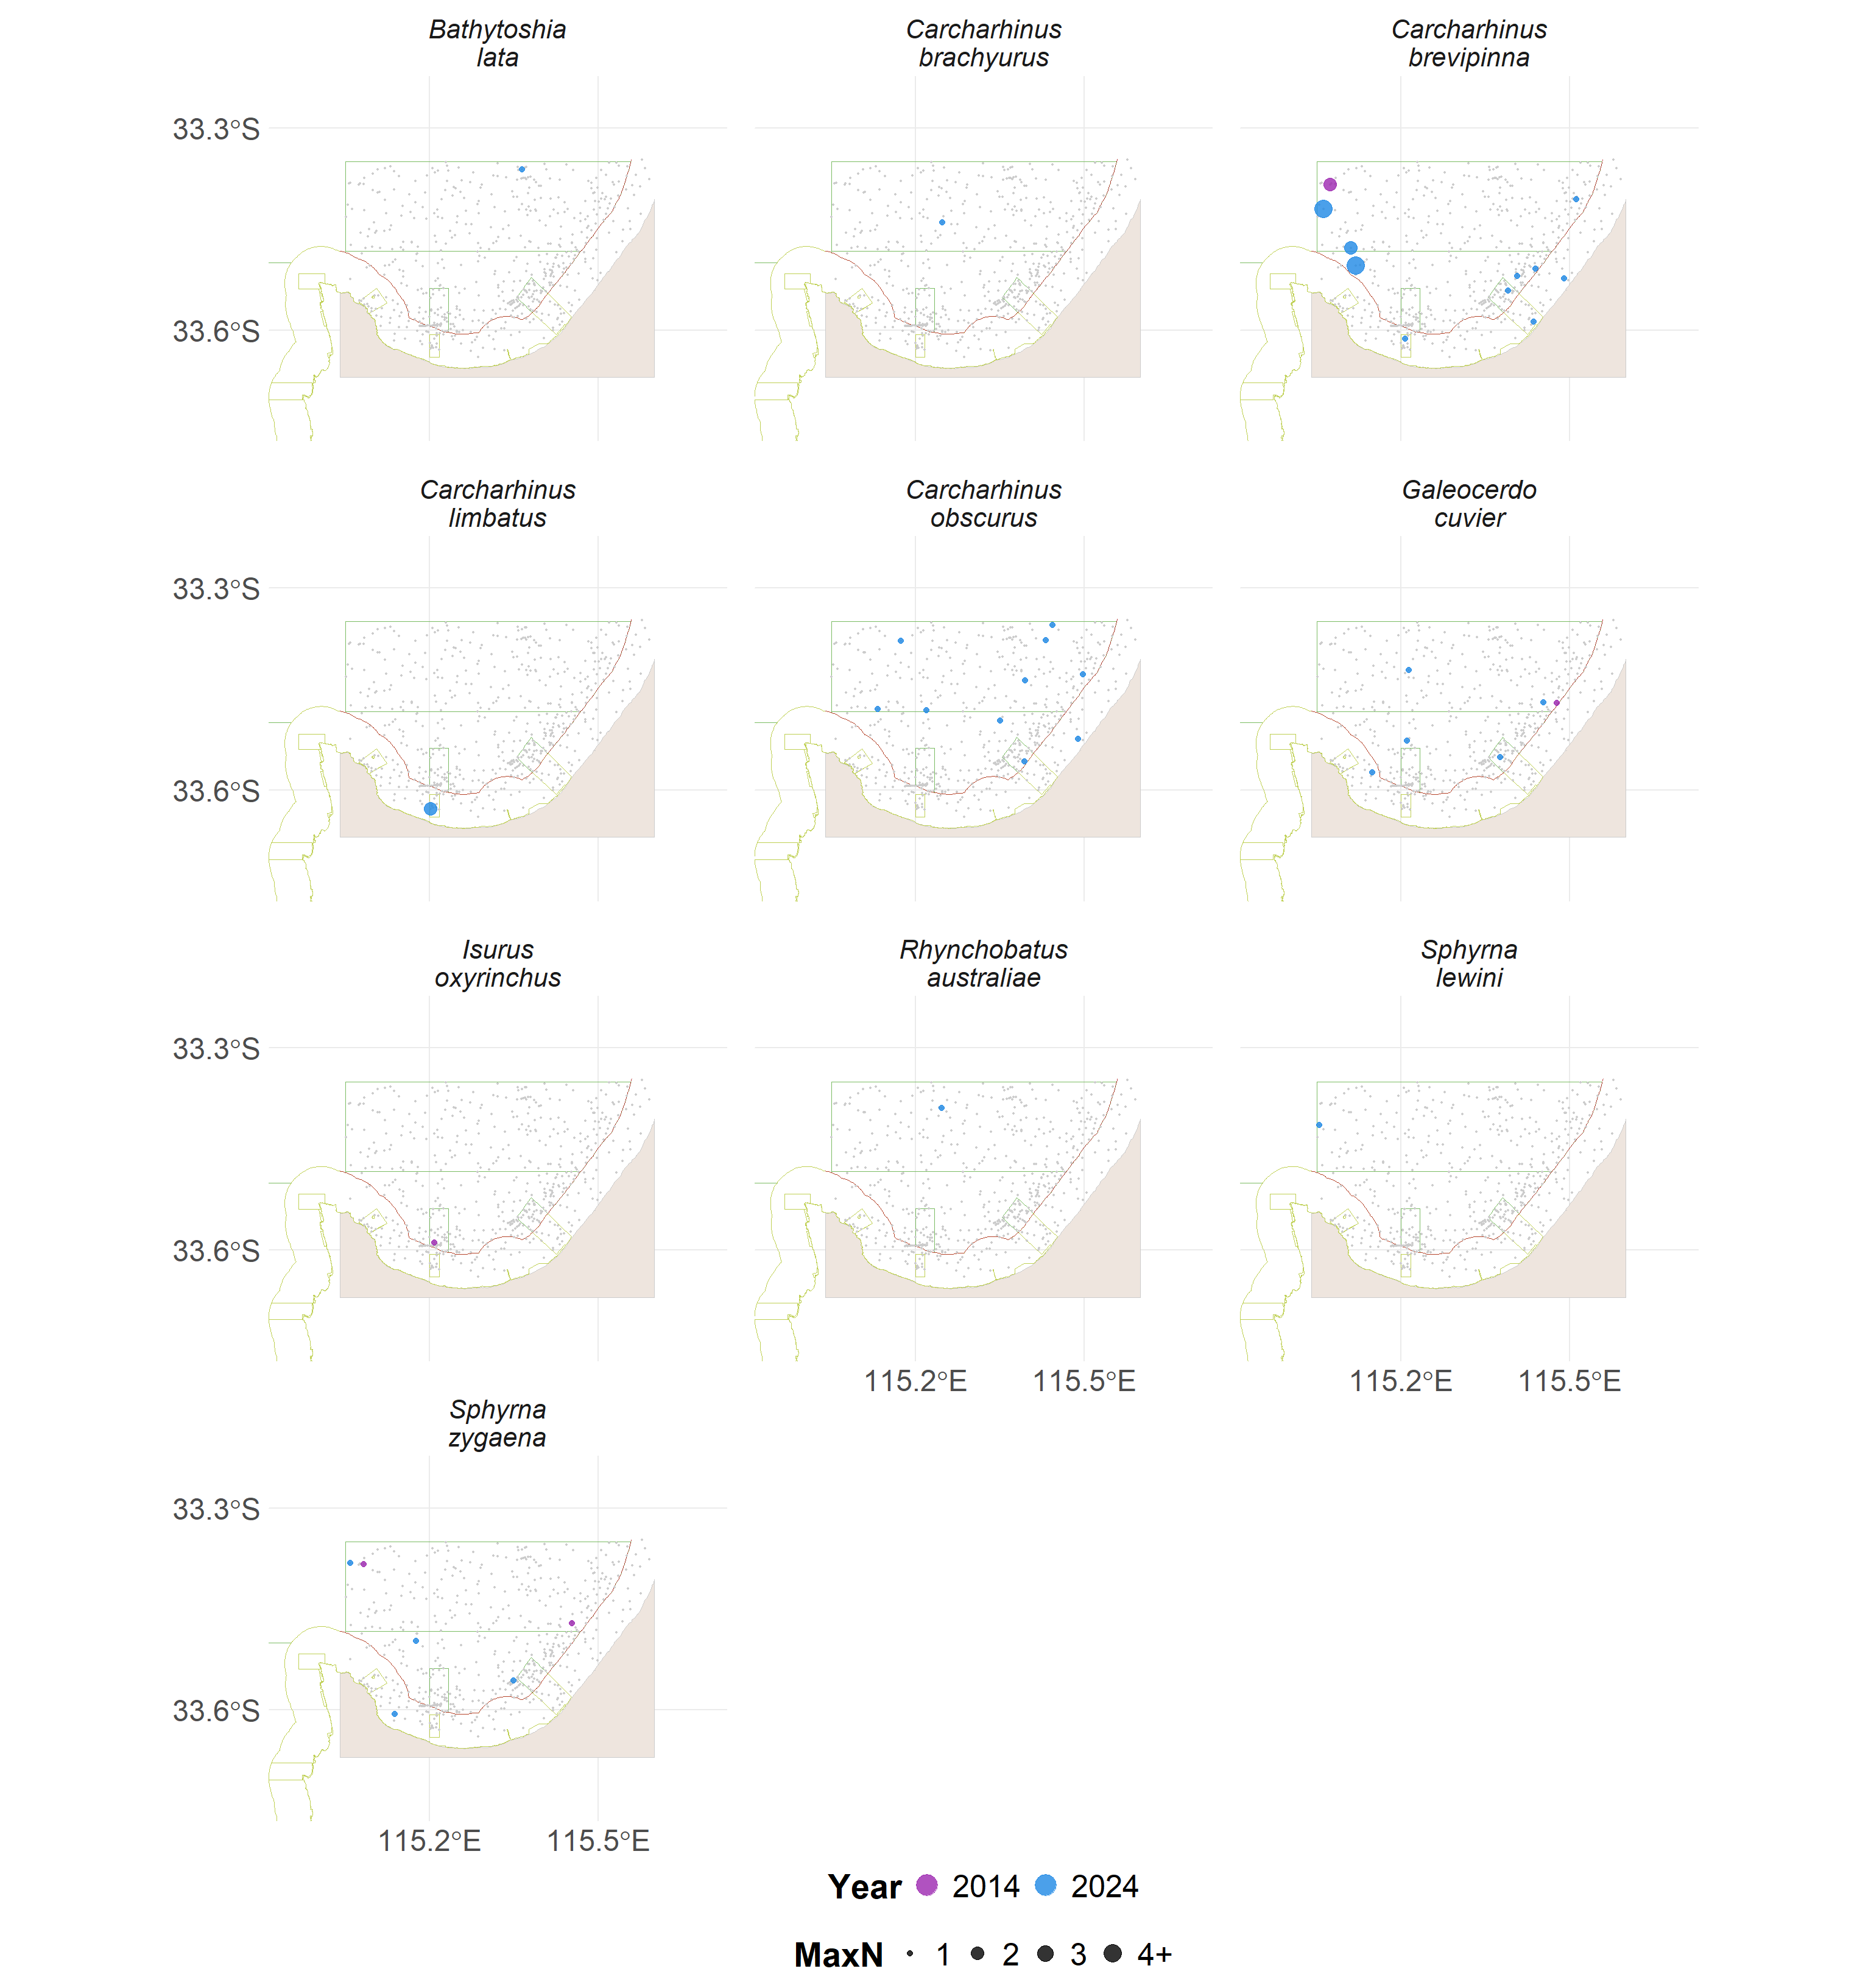 Bathytoshia
lata
Carcharhinus
brachyurus
Carcharhinus
brevipinna
33.3°S
33.6°S
Carcharhinus
limbatus
Carcharhinus
obscurus
Galeocerdo
cuvier
33.3°S
33.6°S
Isurus
oxyrinchus
Rhynchobatus
australiae
Sphyrna
lewini
33.3°S
33.6°S
115.2°E 115.5°E 115.2°E 115.5°E
Sphyrna
zygaena
33.3°S
33.6°S
115.2°E 115.5°E
Year 2014 2024
MaxN 1 2 3 4+